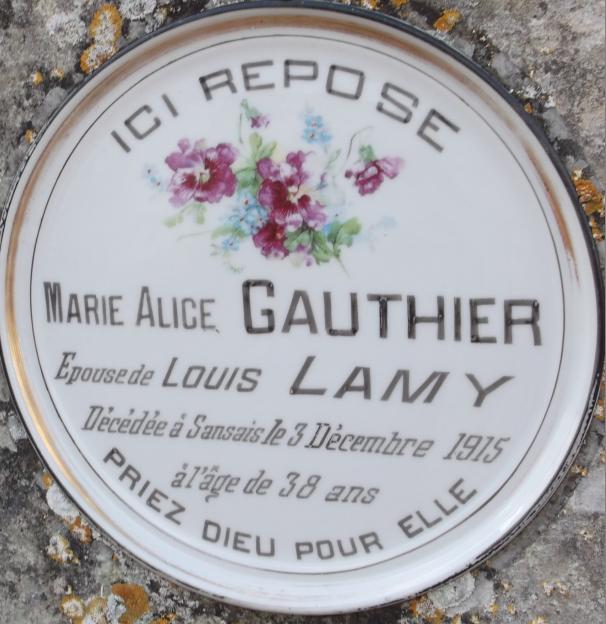 ICI REPOSE
MARIE ALICE GAUTHIER
Epouse de LOUIS LAMY
Décédée à Sansais le 3 Décembre 1915
à l'âge de 38 ans
PRIEZ DIEU POUR ELLE